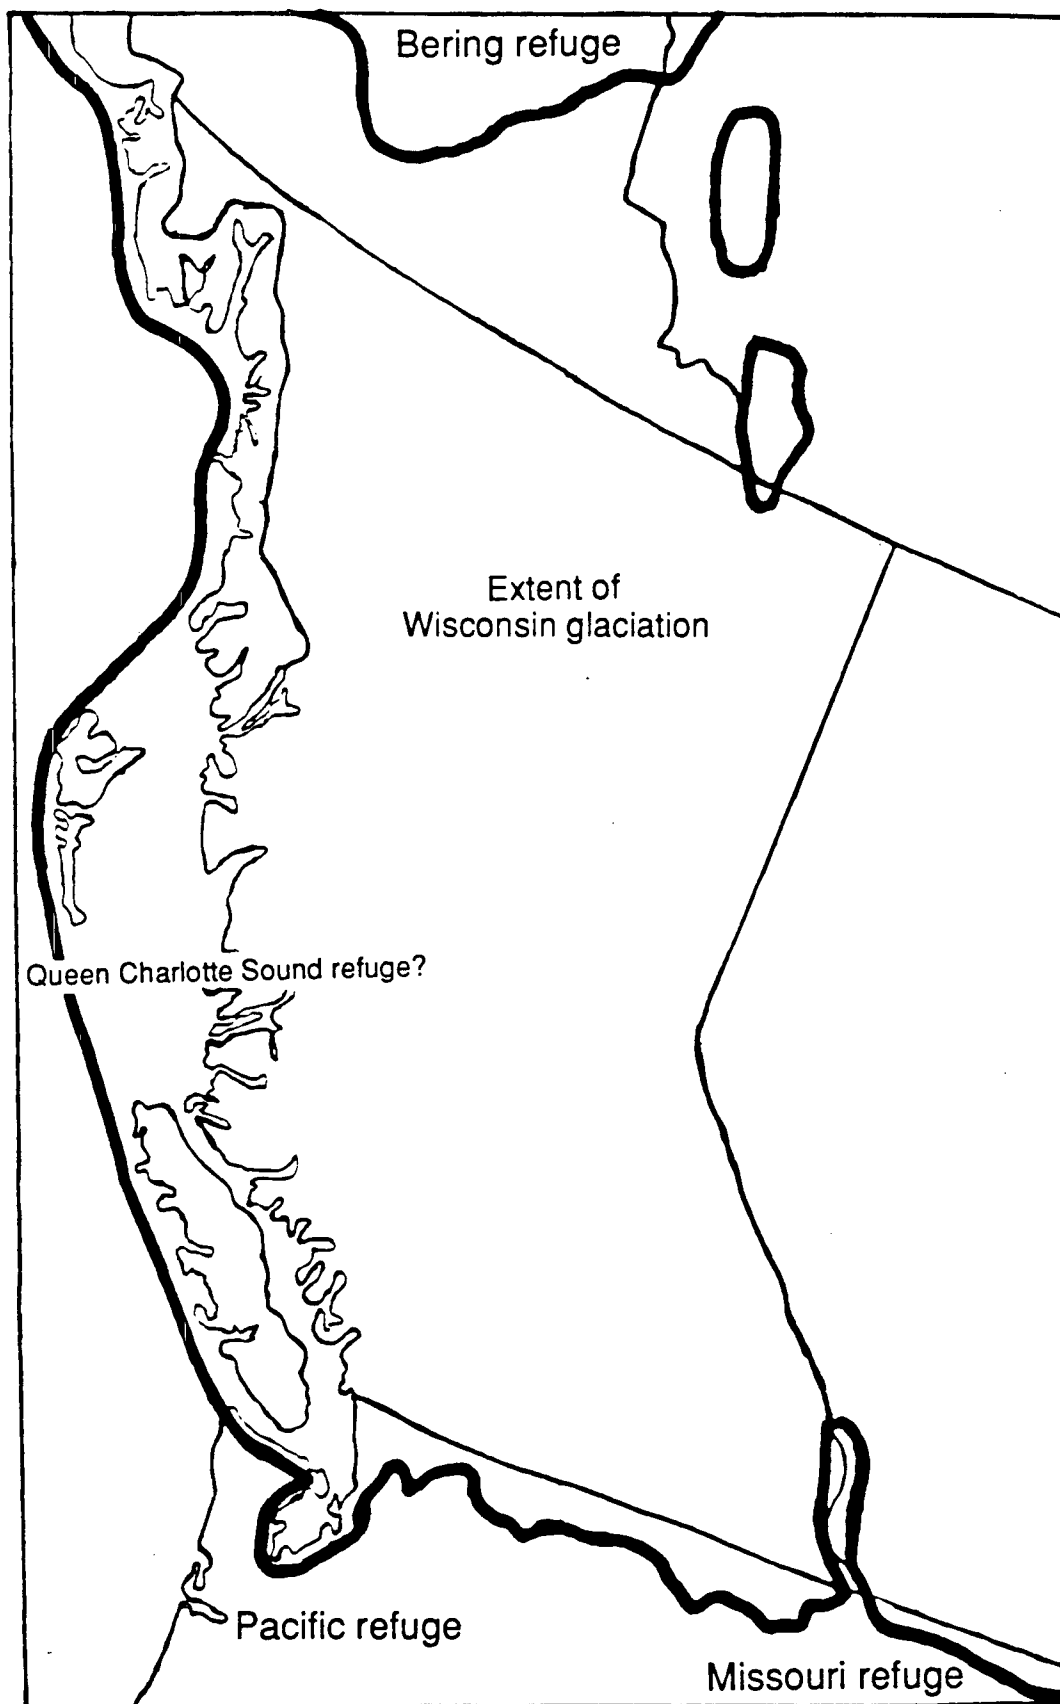 Bering refuge
Extent of
Wisconsin glaciation
Queen Charlotte Sound refuge?
Pacific refuge
Missouri refuge